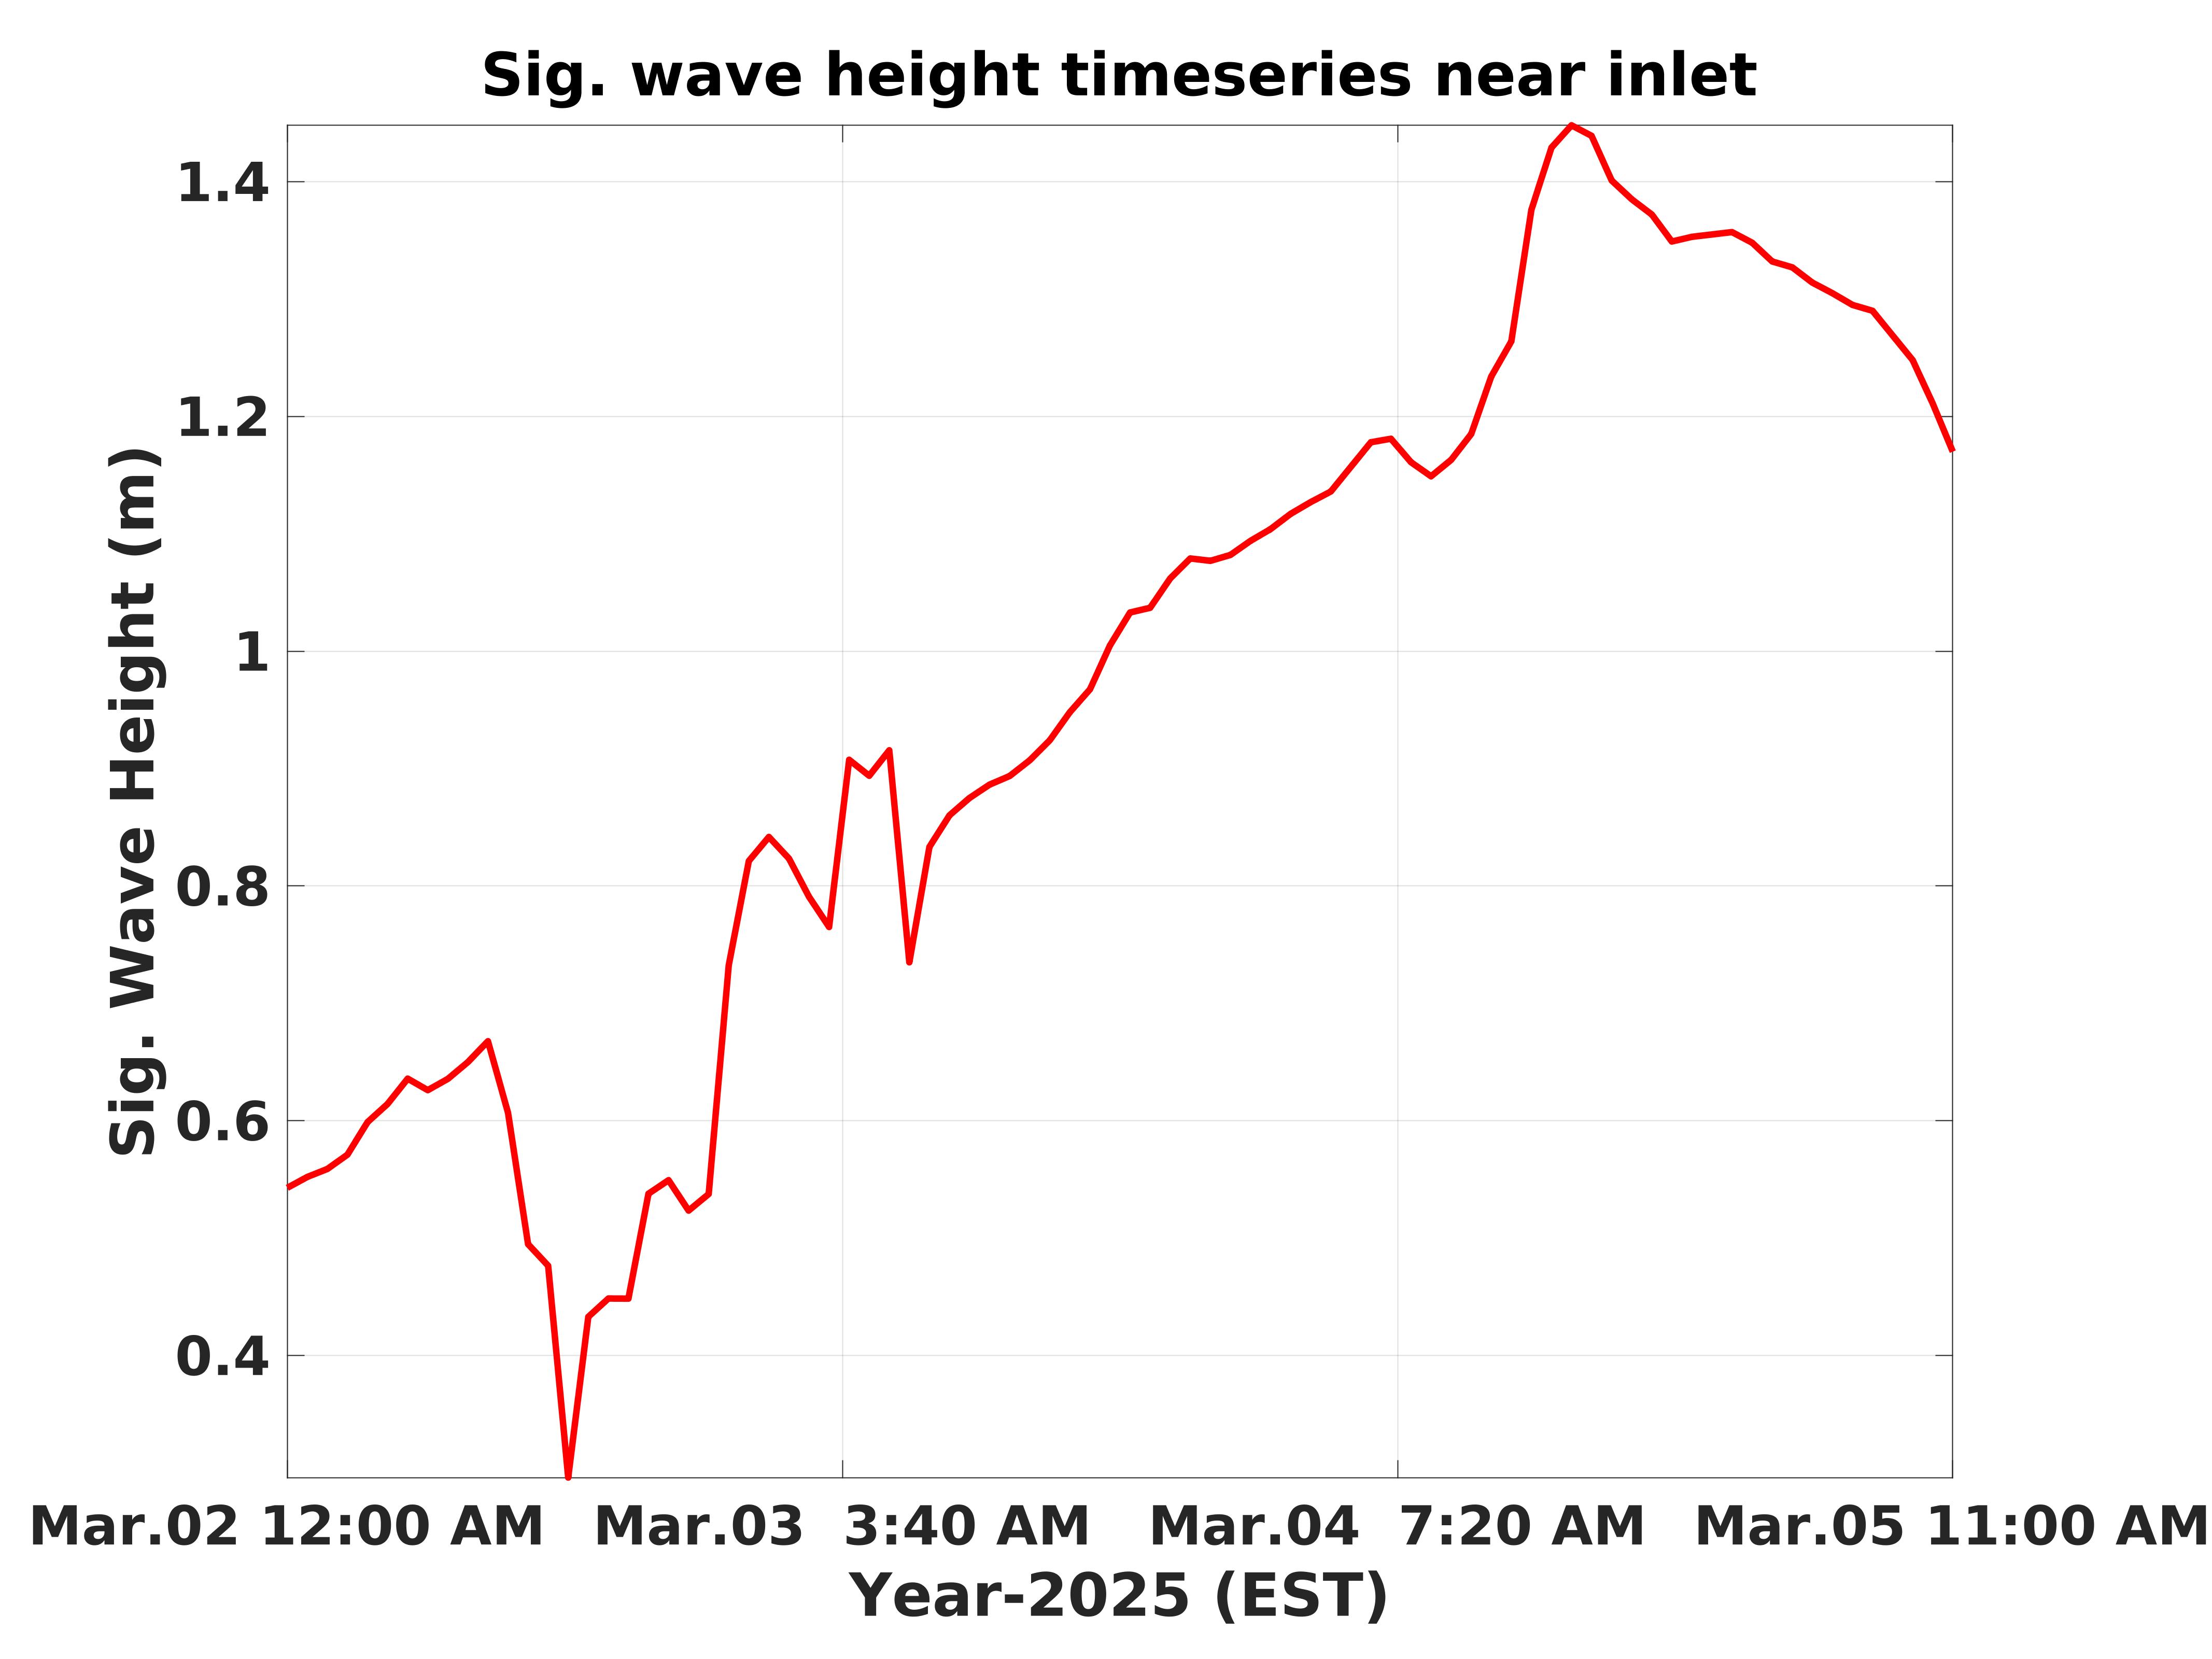 Sig. wave height timeseries near inlet
Sig. Wave Height (m)
1.4
1.2
1
0.8
0.6
0.4
Mar.02 12:00 AM Mar.03 3:40 AM Mar.04 7:20 AM Mar.05 11:00 AM
Year-2025 (EST)